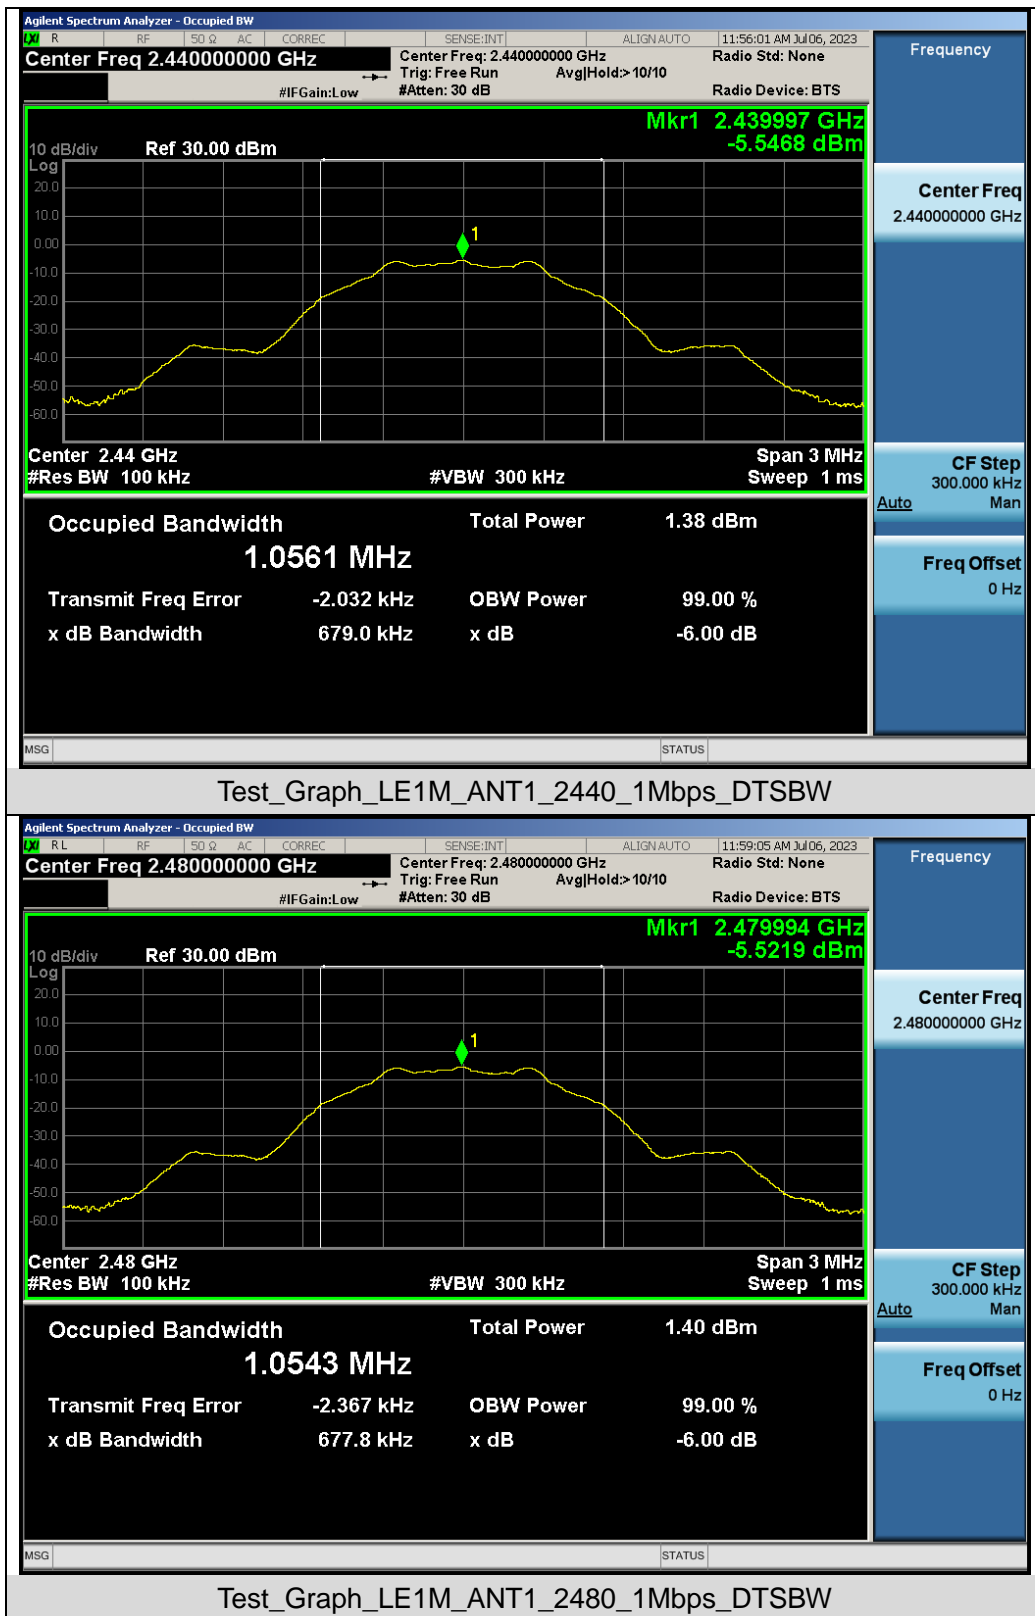 Agilent Spectrum Analyzer - Occupied BW
LXI R RF 50 Ω AC CORREC SENSE:INT ALIGN AUTO 11:56:01 AM Jul 06, 2023
Center Freq 2.440000000 GHz Center Freq: 2.440000000 GHz Radio Std: None
Trig: Free Run Avg|Hold:> 10/10
#IFGain:Low #Atten: 30 dB Radio Device: BTS
Frequency
Mkr1 2.439997 GHz
-5.5468 dBm
10 dB/div Ref 30.00 dBm
Log
20.0
10.0
0.00
-10.0
-20.0
-30.0
-40.0
-50.0
-60.0
1
Center 2.44 GHz Span 3 MHz
#Res BW 100 kHz #VBW 300 kHz Sweep 1 ms
Center Freq
2.440000000 GHz
CF Step
300.000 kHz
Auto Man
Freq Offset
0 Hz
Occupied Bandwidth Total Power 1.38 dBm
1.0561 MHz
Transmit Freq Error -2.032 kHz OBW Power 99.00 %
x dB Bandwidth 679.0 kHz x dB -6.00 dB
MSG STATUS
Test_Graph_LE1M_ANT1_2440_1Mbps_DTSBW
Agilent Spectrum Analyzer - Occupied BW
LXI RL RF 50 Ω AC CORREC SENSE:INT ALIGN AUTO 11:59:05 AM Jul 06, 2023
Center Freq 2.480000000 GHz Center Freq: 2.480000000 GHz Radio Std: None
Trig: Free Run Avg|Hold:> 10/10
#IFGain:Low #Atten: 30 dB Radio Device: BTS
Frequency
Mkr1 2.479994 GHz
-5.5219 dBm
10 dB/div Ref 30.00 dBm
Log
20.0
10.0
0.00
-10.0
-20.0
-30.0
-40.0
-50.0
-60.0
1
Center 2.48 GHz Span 3 MHz
#Res BW 100 kHz #VBW 300 kHz Sweep 1 ms
Center Freq
2.480000000 GHz
CF Step
300.000 kHz
Auto Man
Freq Offset
0 Hz
Occupied Bandwidth Total Power 1.40 dBm
1.0543 MHz
Transmit Freq Error -2.367 kHz OBW Power 99.00 %
x dB Bandwidth 677.8 kHz x dB -6.00 dB
MSG STATUS
Test_Graph_LE1M_ANT1_2480_1Mbps_DTSBW